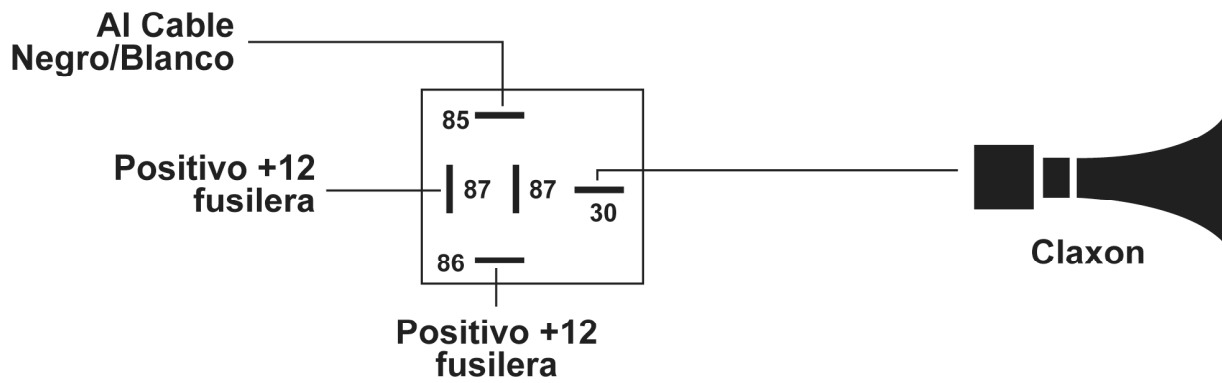 Al Cable
Negro/Blanco
85
Positivo +12
fusilera
87
87
30
86
Claxon
Positivo +12
fusilera